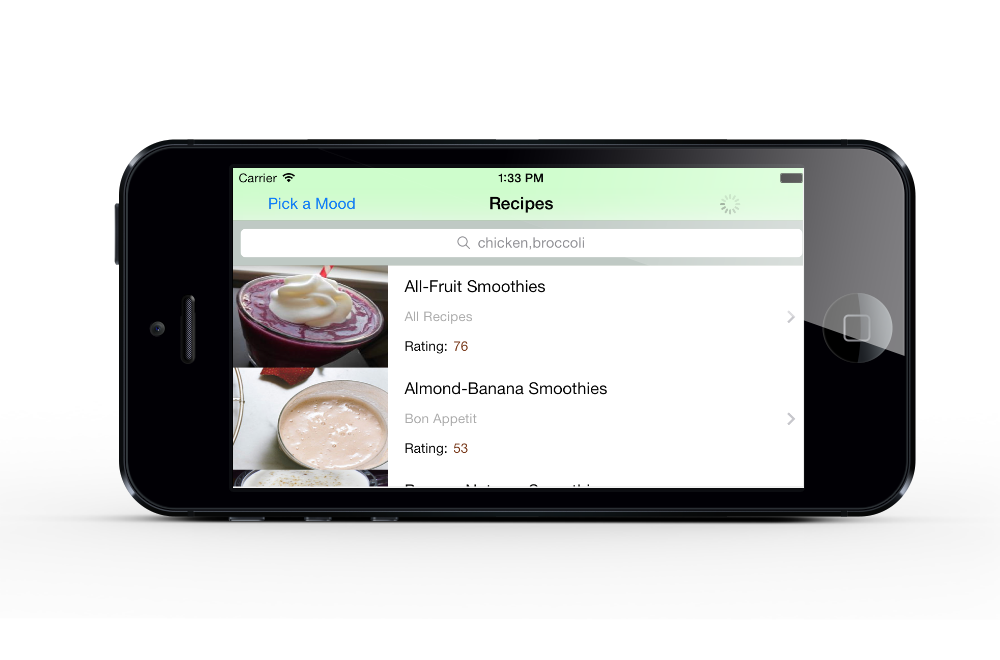 Carrier 1:33 PM
Pick a Mood Recipes
chicken,broccoli
All-Fruit Smoothies
All Recipes
Rating: 76
Almond-Banana Smoothies
Bon Appetit
Rating: 53